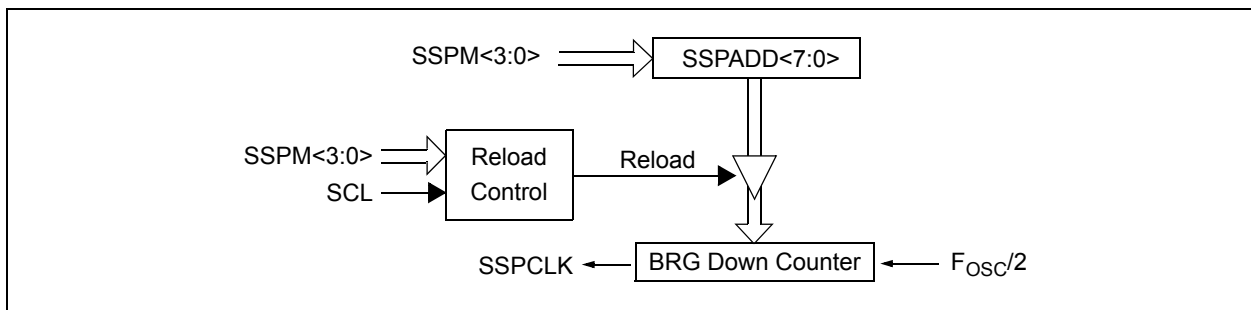 SSPM<3:0>
SSPADD<7:0>
SSPM<3:0>
SCL
Reload
Control
Reload
SSPCLK
BRG Down Counter
FOSC/2